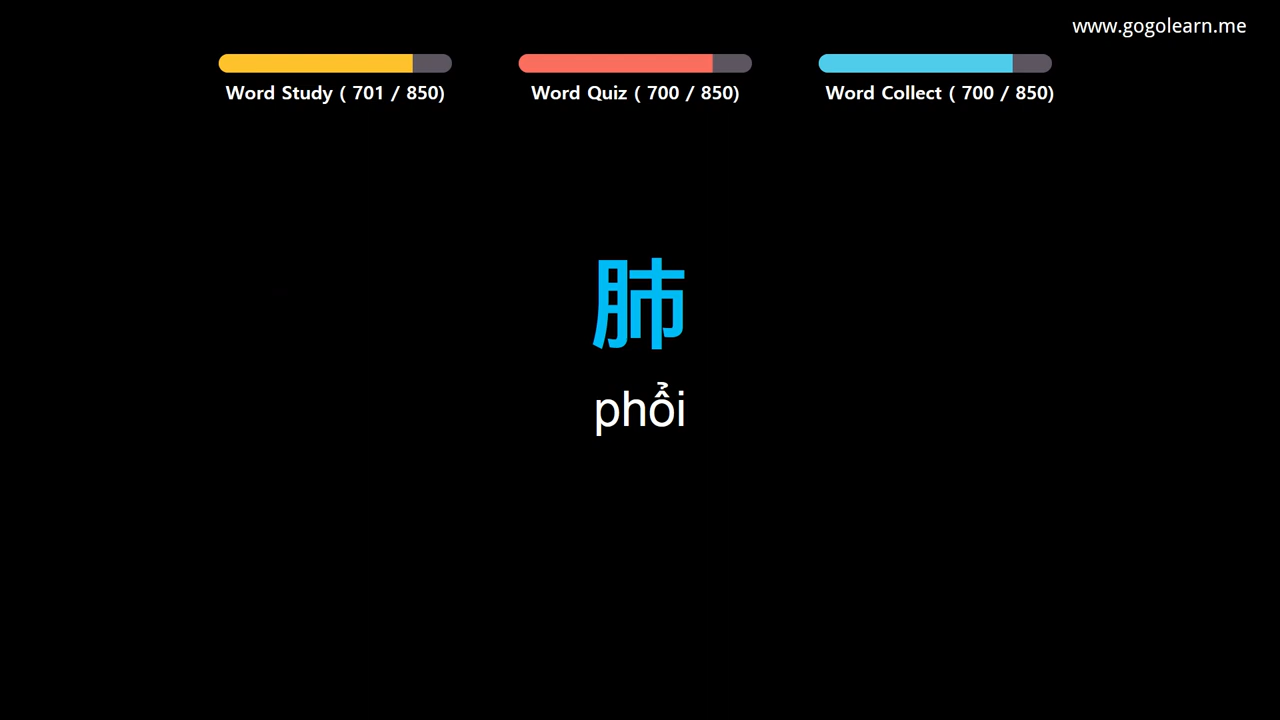 www.gogolearn.me
Word Study ( 701 / 850)
Word Quiz ( 700 / 850)
Word Collect ( 700 / 850)
肺
phổi